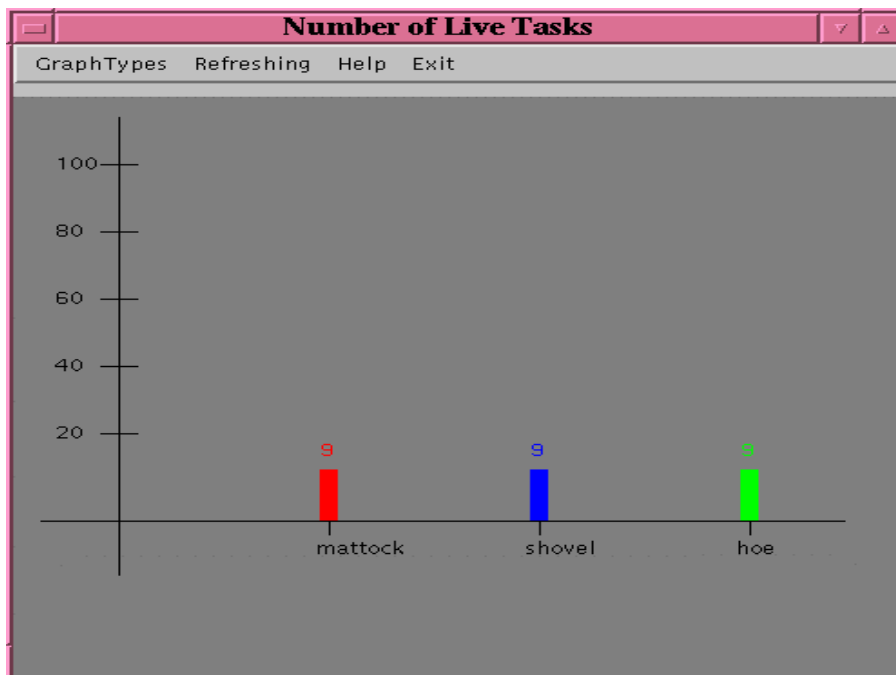 Number of Live Tasks
GraphTypes Refreshing Help Exit
100
80
60
40
20
9 9 9
mattock shovel hoe